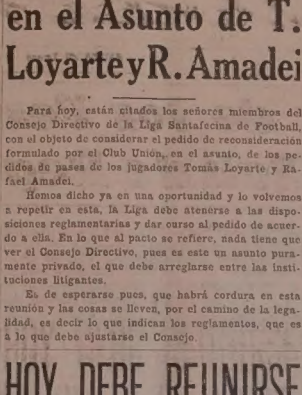 en el Asunto de T.
Loyarte y R. Amadei
Para hoy, están citados los señores miembros del
Consejo Directivo de la Liga Santafecina de Football,
con el objeto de considerar el pedido de reconsideración
formulado por el Club Unión, en el asunto, de los pe-
didos de pases de los jugadores Tomás Loyarte y Ra-
fael Amadei.
Hemos dicho ya en una oportunidad y lo volvemos
a repetir en esta, la Liga debe atenerse a las dispo-
siciones reglamentarias y dar curso al pedido de acuer-
do a ella. En lo que al pacto se refiere, nada tiene que
ver el Consejo Directivo, pues es este un asunto pura-
mente privado, el que debe arreglarse entre las insti-
tuciones litigantes.
Es de esperarse pues, que habrá cordura en esta
reunión y las cosas se lleven, por el camino de la lega-
lidad, es decir lo que indican los reglamentos, que es
a lo que debe ajustarse el Consejo.
HOY DEBE REUNIRSE